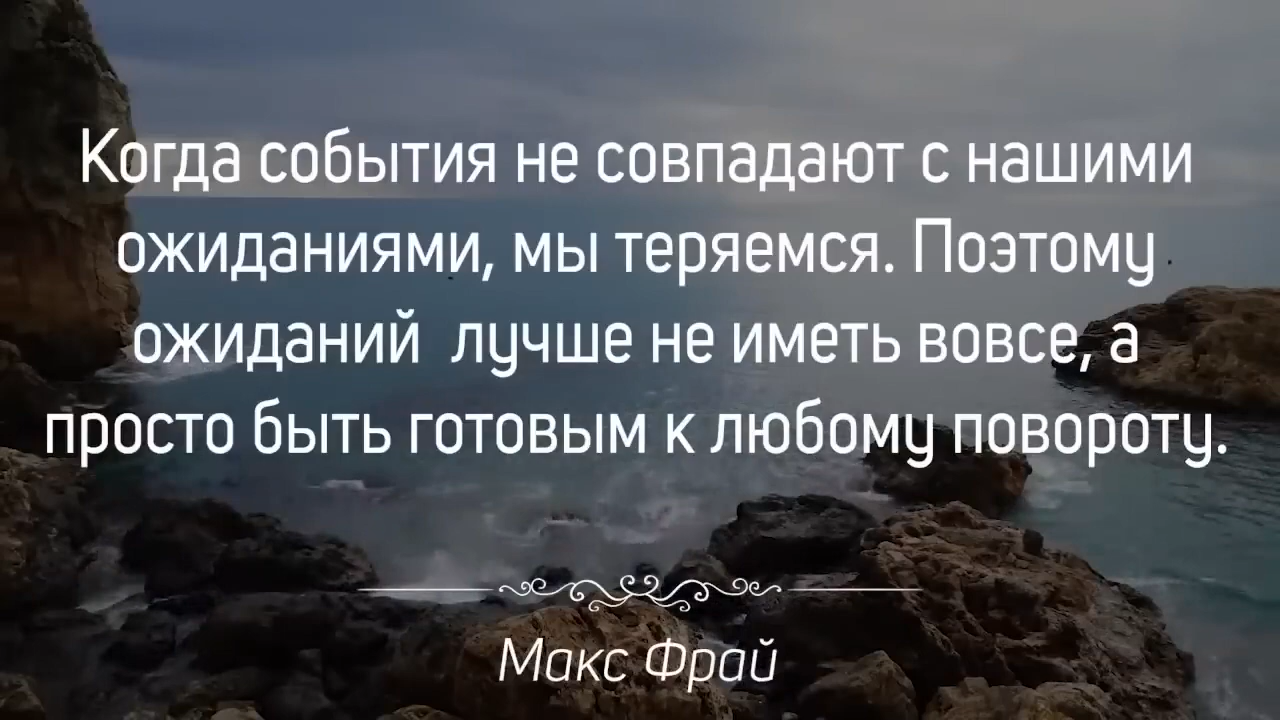 Когда события не совпадают с нашими
ожиданиями, мы теряемся. Поэтому
ожиданий лучше не иметь вовсе, а
просто быть готовым к любому повороту.
Макс Фрай